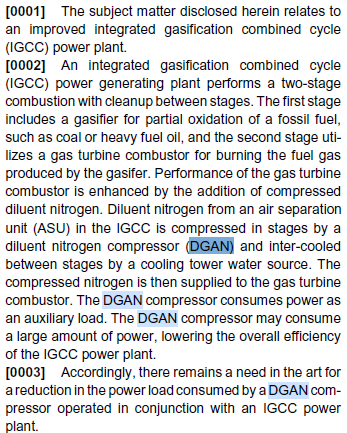 [0001] The subject matter disclosed herein relates to
an improved integrated gasification combined cycle
(IGCC) power plant.
[0002] An integrated gasification combined cycle
(IGCC) power generating plant performs a two-stage
combustion with cleanup between stages. The first stage
includes a gasifier for partial oxidation of a fossil fuel,
such as coal or heavy fuel oil, and the second stage uti-
lizes a gas turbine combustor for burning the fuel gas
produced by the gasifer. Performance of the gas turbine
combustor is enhanced by the addition of compressed
diluent nitrogen. Diluent nitrogen from an air separation
unit (ASU) in the IGCC is compressed in stages by a
diluent nitrogen compressor (DGAN) and inter-cooled
between stages by a cooling tower water source. The
compressed nitrogen is then supplied to the gas turbine
combustor. The DGAN compressor consumes power as
an auxiliary load. The DGAN compressor may consume
a large amount of power, lowering the overall efficiency
of the IGCC power plant.
[0003] Accordingly, there remains a need in the art for
a reduction in the power load consumed by a DGAN com-
pressor operated in conjunction with an IGCC power
plant.